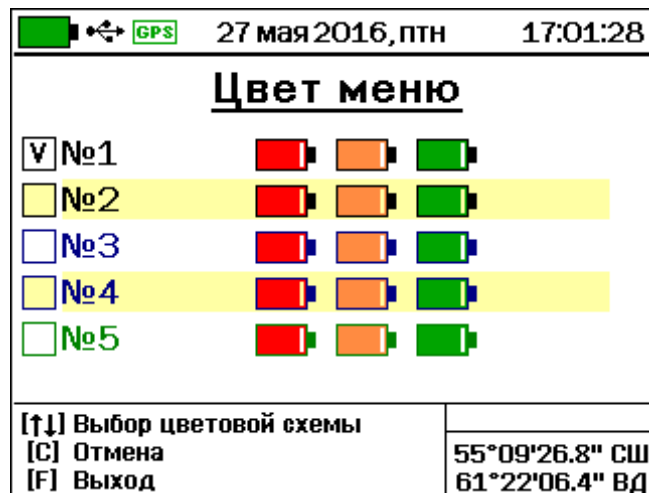 GPS 27 мая 2016, птн 17:01:28
Цвет меню
V №1
№2
№3
№4
№5
[↑↓] Выбор цветовой схемы
[C] Отмена
[F] Выход
55°09'26.8" СШ
61°22'06.4" ВД